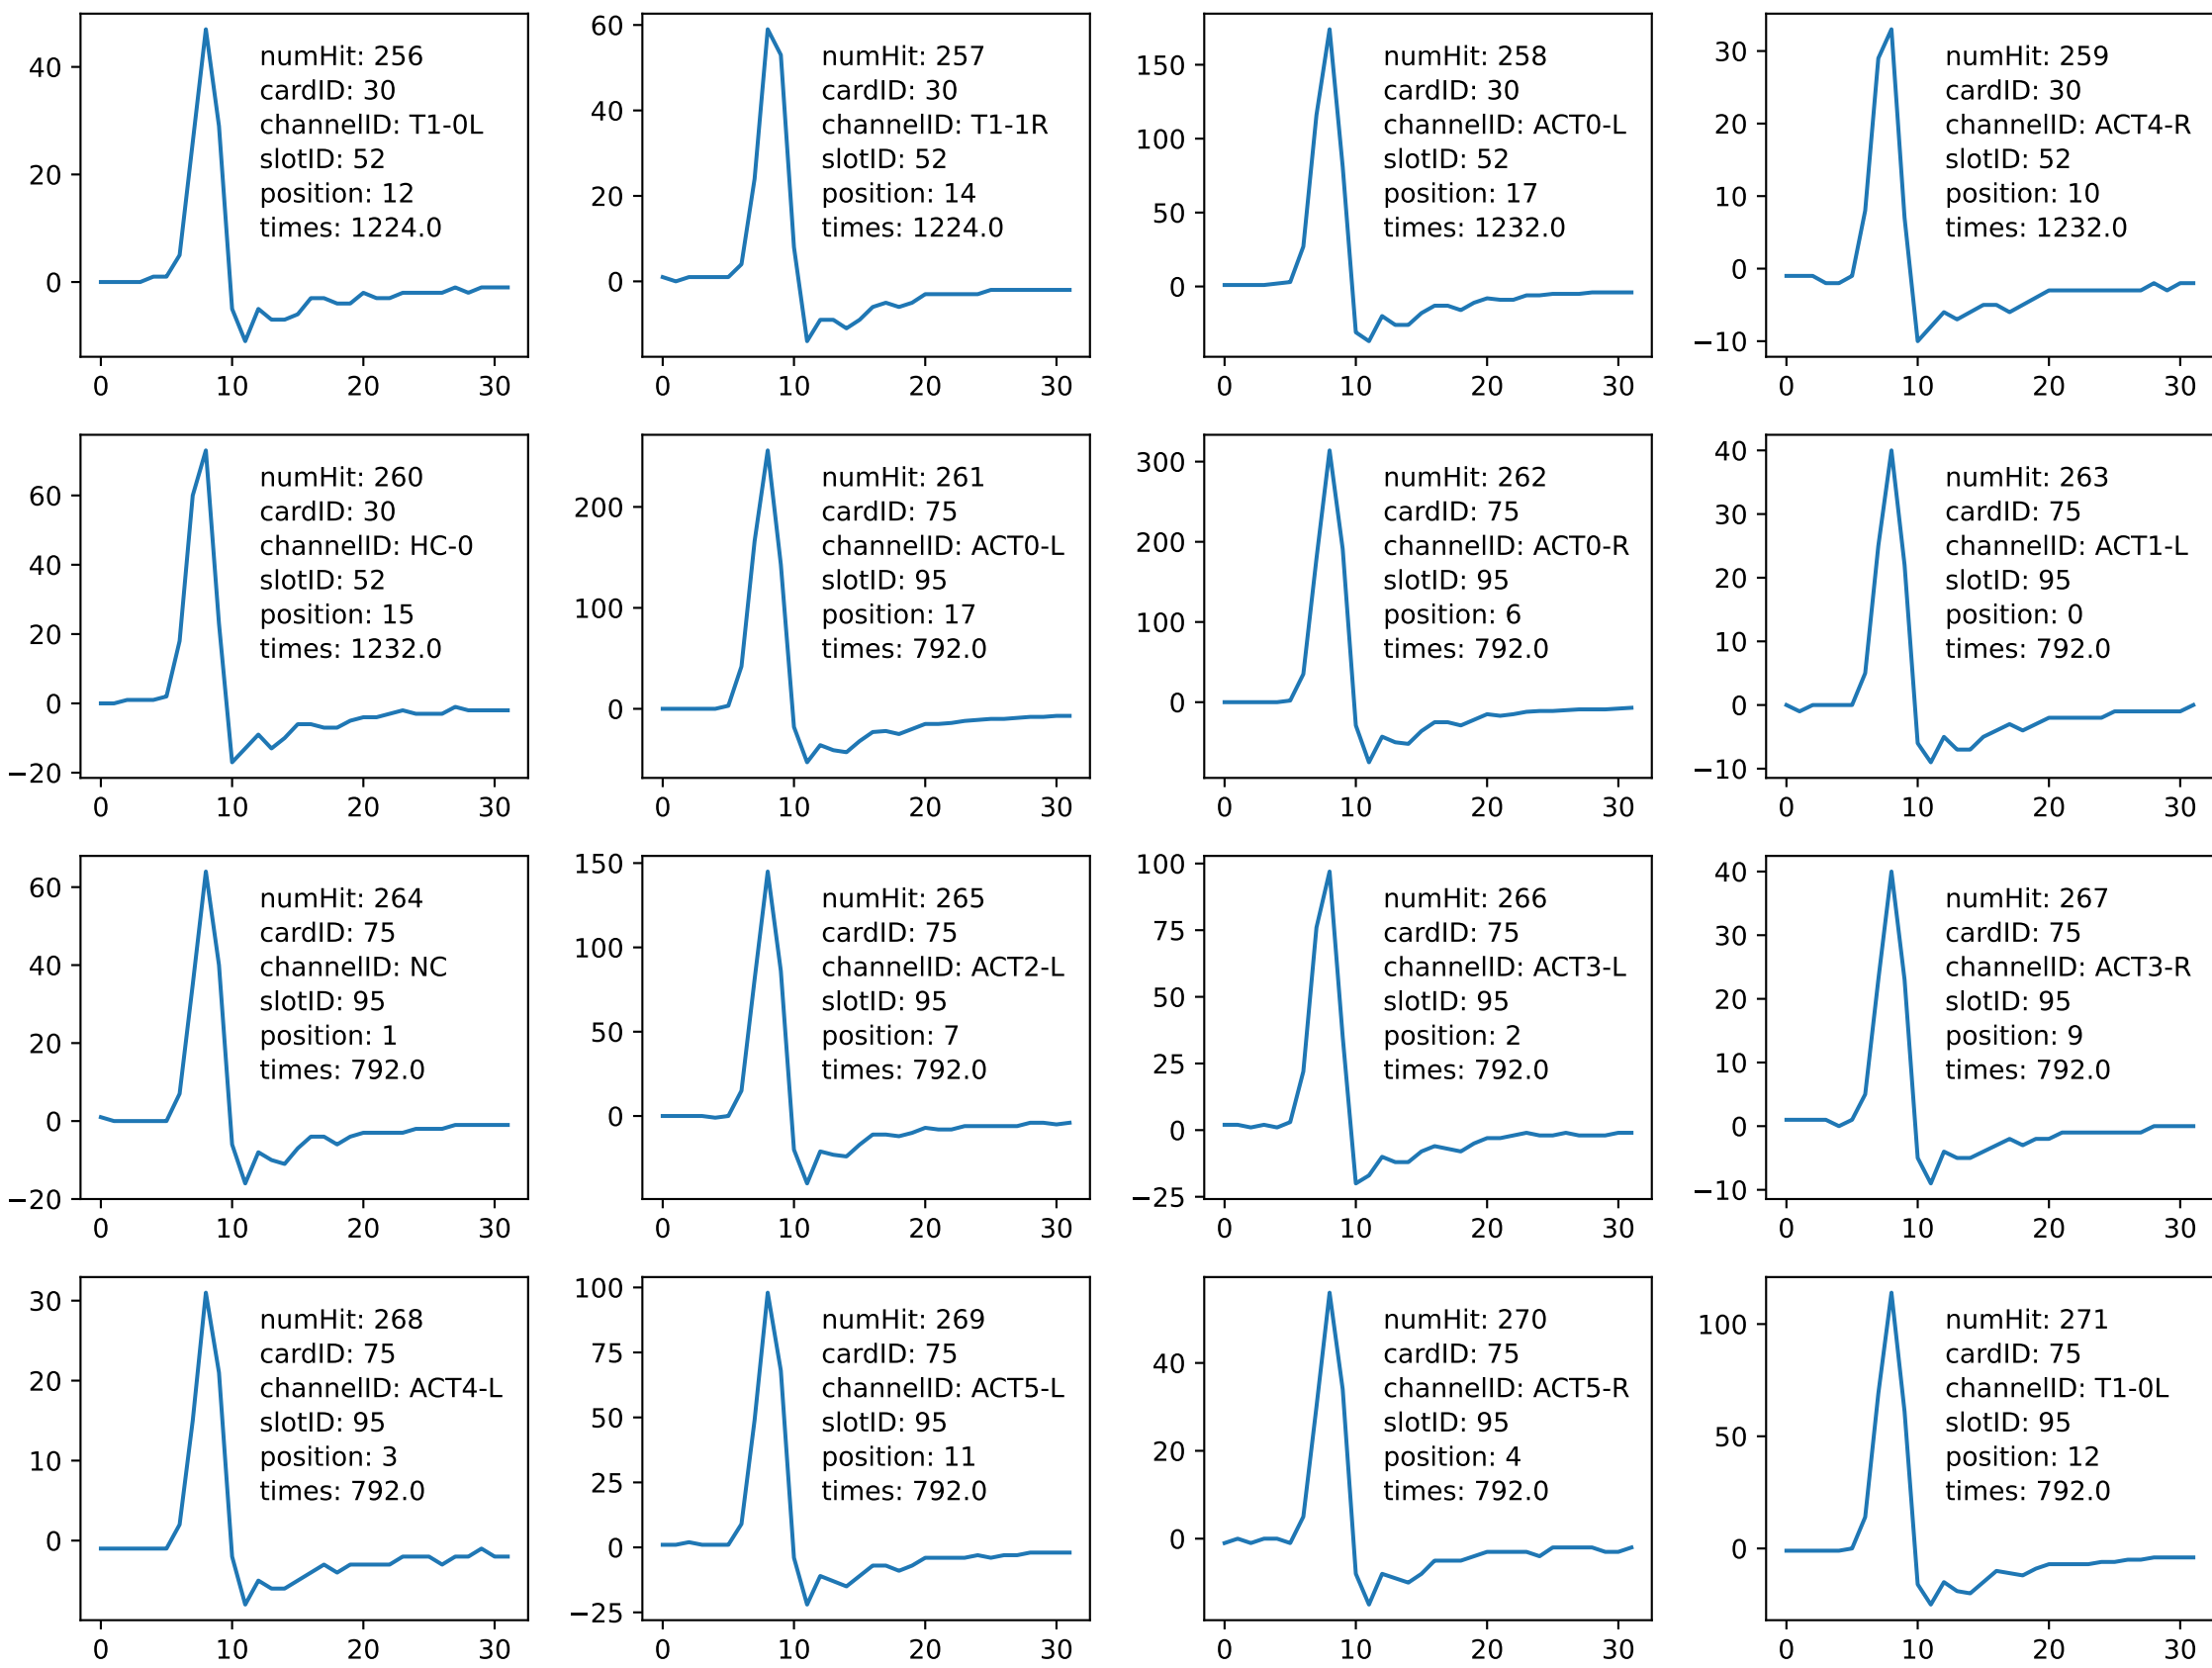 40
20
0
0
10
20
30
numHit: 256
cardID: 30
channelID: T1-0L
slotID: 52
position: 12
times: 1224.0
60
40
20
0
0
10
20
30
numHit: 257
cardID: 30
channelID: T1-1R
slotID: 52
position: 14
times: 1224.0
150
100
50
0
0
10
20
30
numHit: 258
cardID: 30
channelID: ACT0-L
slotID: 52
position: 17
times: 1232.0
30
20
10
0
−10
0
10
20
30
numHit: 259
cardID: 30
channelID: ACT4-R
slotID: 52
position: 10
times: 1232.0
60
40
20
0
−20
0
10
20
30
numHit: 260
cardID: 30
channelID: HC-0
slotID: 52
position: 15
times: 1232.0
200
100
0
0
10
20
30
numHit: 261
cardID: 75
channelID: ACT0-L
slotID: 95
position: 17
times: 792.0
300
200
100
0
0
10
20
30
numHit: 262
cardID: 75
channelID: ACT0-R
slotID: 95
position: 6
times: 792.0
40
30
20
10
0
−10
0
10
20
30
numHit: 263
cardID: 75
channelID: ACT1-L
slotID: 95
position: 0
times: 792.0
60
40
20
0
−20
0
10
20
30
numHit: 264
cardID: 75
channelID: NC
slotID: 95
position: 1
times: 792.0
150
100
50
0
0
10
20
30
numHit: 265
cardID: 75
channelID: ACT2-L
slotID: 95
position: 7
times: 792.0
100
75
50
25
0
−25
0
10
20
30
numHit: 266
cardID: 75
channelID: ACT3-L
slotID: 95
position: 2
times: 792.0
40
30
20
10
0
−10
0
10
20
30
numHit: 267
cardID: 75
channelID: ACT3-R
slotID: 95
position: 9
times: 792.0
30
20
10
0
0
10
20
30
numHit: 268
cardID: 75
channelID: ACT4-L
slotID: 95
position: 3
times: 792.0
100
75
50
25
0
−25
0
10
20
30
numHit: 269
cardID: 75
channelID: ACT5-L
slotID: 95
position: 11
times: 792.0
40
20
0
0
10
20
30
numHit: 270
cardID: 75
channelID: ACT5-R
slotID: 95
position: 4
times: 792.0
100
50
0
0
10
20
30
numHit: 271
cardID: 75
channelID: T1-0L
slotID: 95
position: 12
times: 792.0